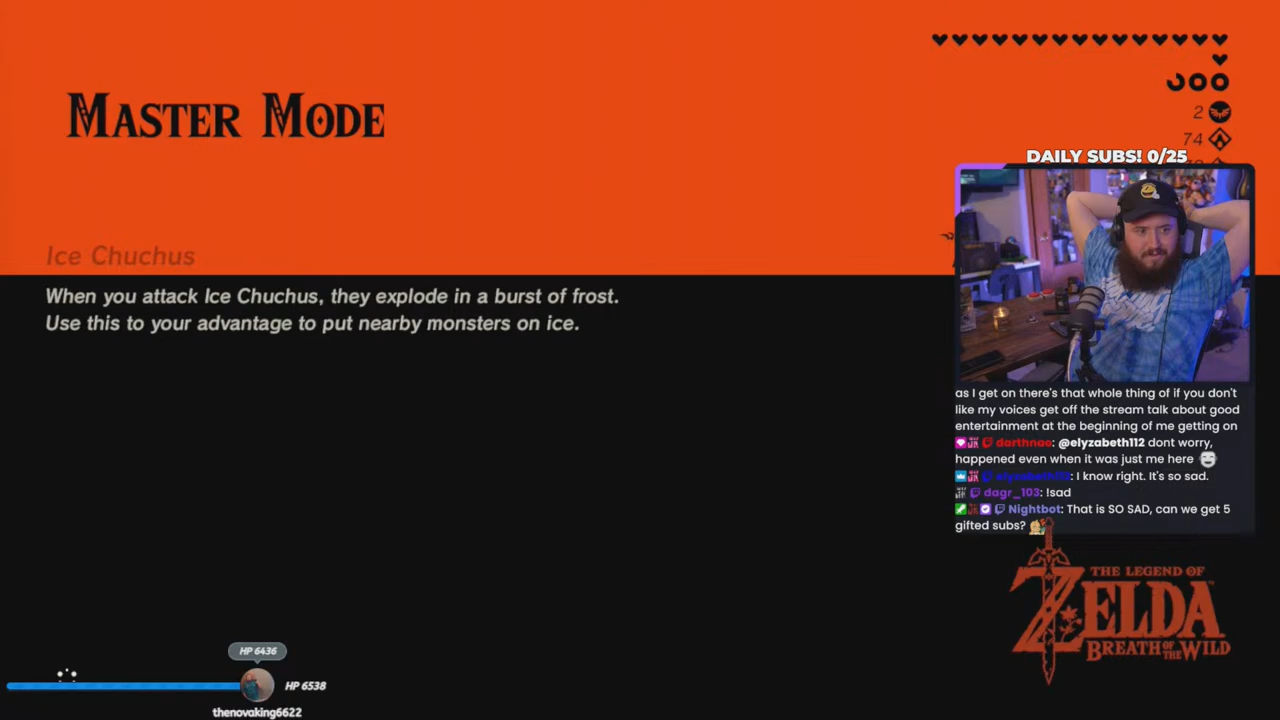 MASTER MODE
2
74
DAILY SUBS! 0/25
Ice Chuchus
When you attack Ice Chuchus, they explode in a burst of frost.
Use this to your advantage to put nearby monsters on ice.
as I get on there's that whole thing of if you don't
like my voices get off the stream talk about good
entertainment at the beginning of me getting on
darthnae: @elyzabeth112 dont worry,
happened even when it was just me here
elyzabeth112: I know right. It's so sad.
dagr_103: !sad
Nightbot: That is SO SAD, can we get 5
gifted subs?
THE LEGEND OF
ZELDA
BREATH OF THE WILD
HP 6436
HP 6538
thenovaking6622